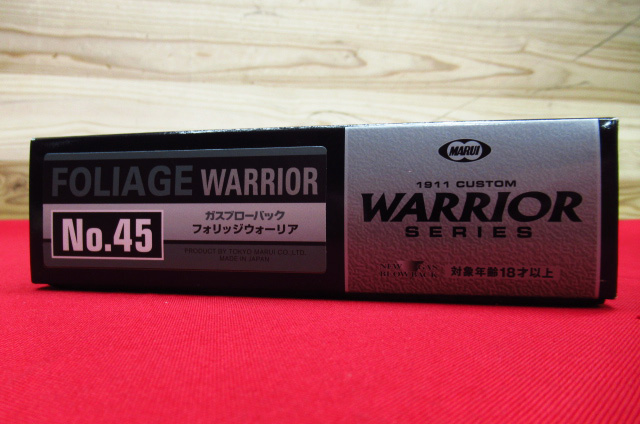 FOLIAGE WARRIOR
No.45
ガスブローバック
フォリッジウォーリア
PRODUCT BY TOKYO MARUI CO.,LTD
MADE IN JAPAN
MARUI
1911 CUSTOM
WARRIOR
SERIES
NEW
BLOWBACK
対象年齢18才以上